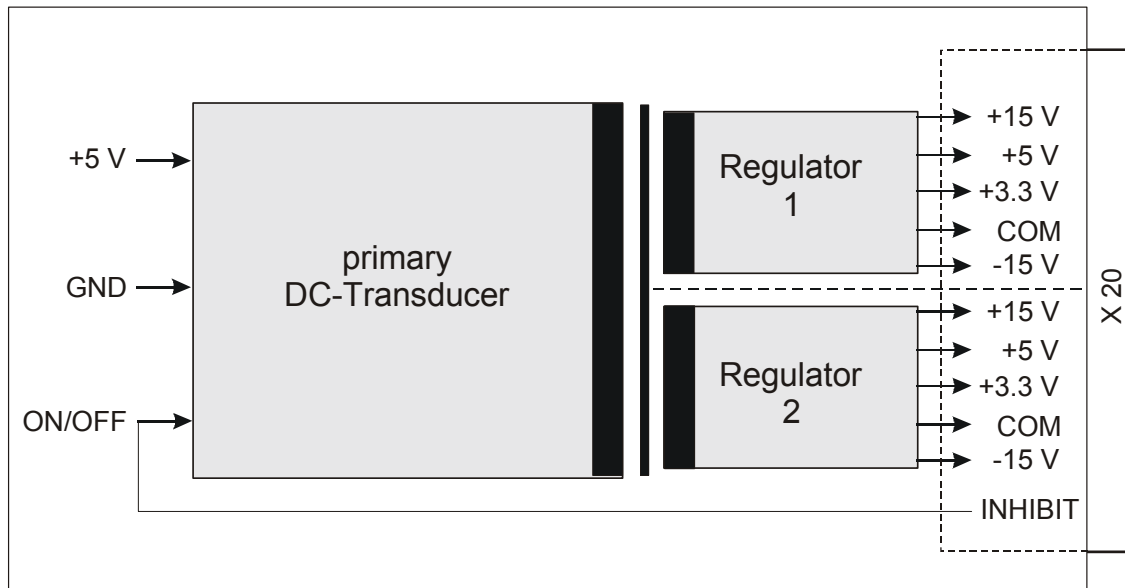 +5 V
GND
ON/OFF
primary
DC-Transducer
Regulator
1
+15 V
+5 V
+3.3 V
COM
-15 V
Regulator
2
+15 V
+5 V
+3.3 V
COM
-15 V
INHIBIT
X 20